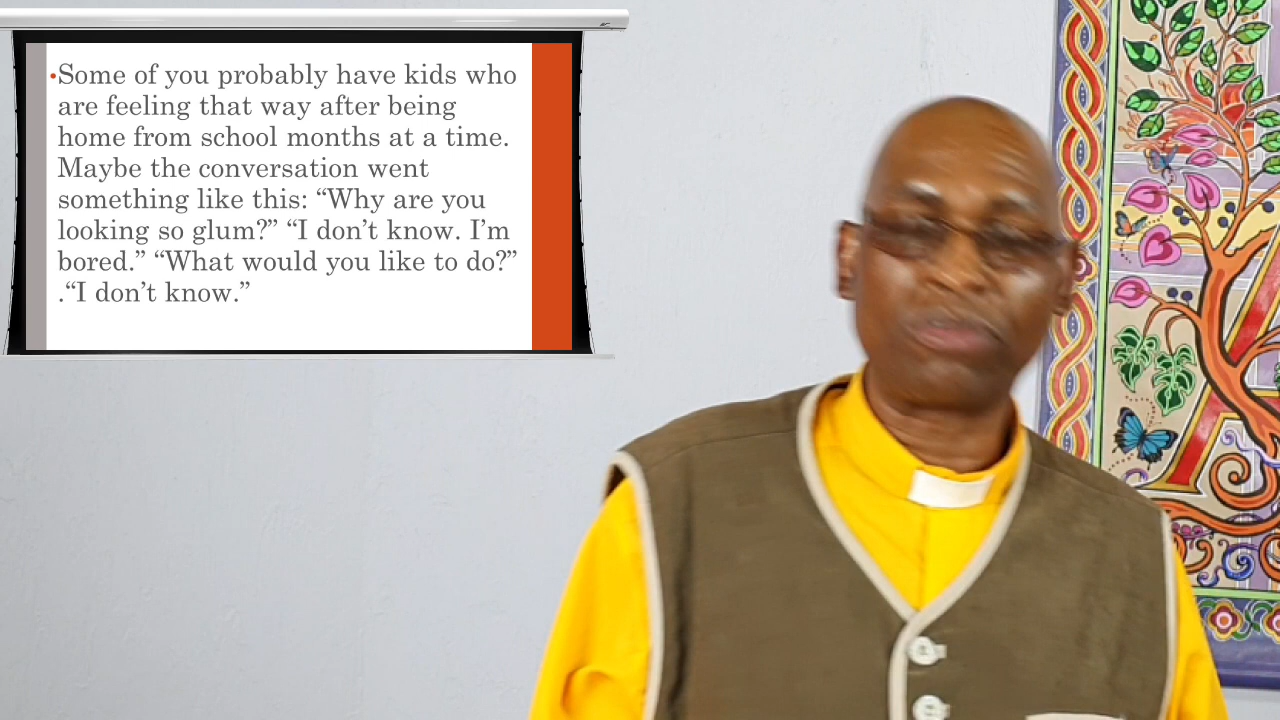 •Some of you probably have kids who
are feeling that way after being
home from school months at a time.
Maybe the conversation went
something like this: “Why are you
looking so glum?” “I don’t know. I’m
bored.” “What would you like to do?”
.“I don’t know.”